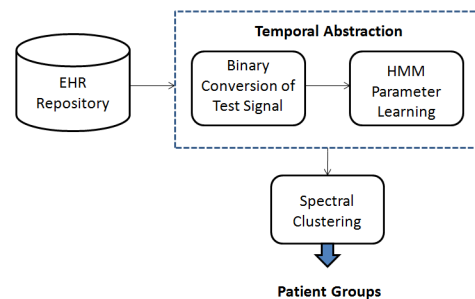 Temporal Abstraction
EHR
Repository
Binary
Conversion of
Test Signal
HMM
Parameter
Learning
Spectral
Clustering
Patient Groups